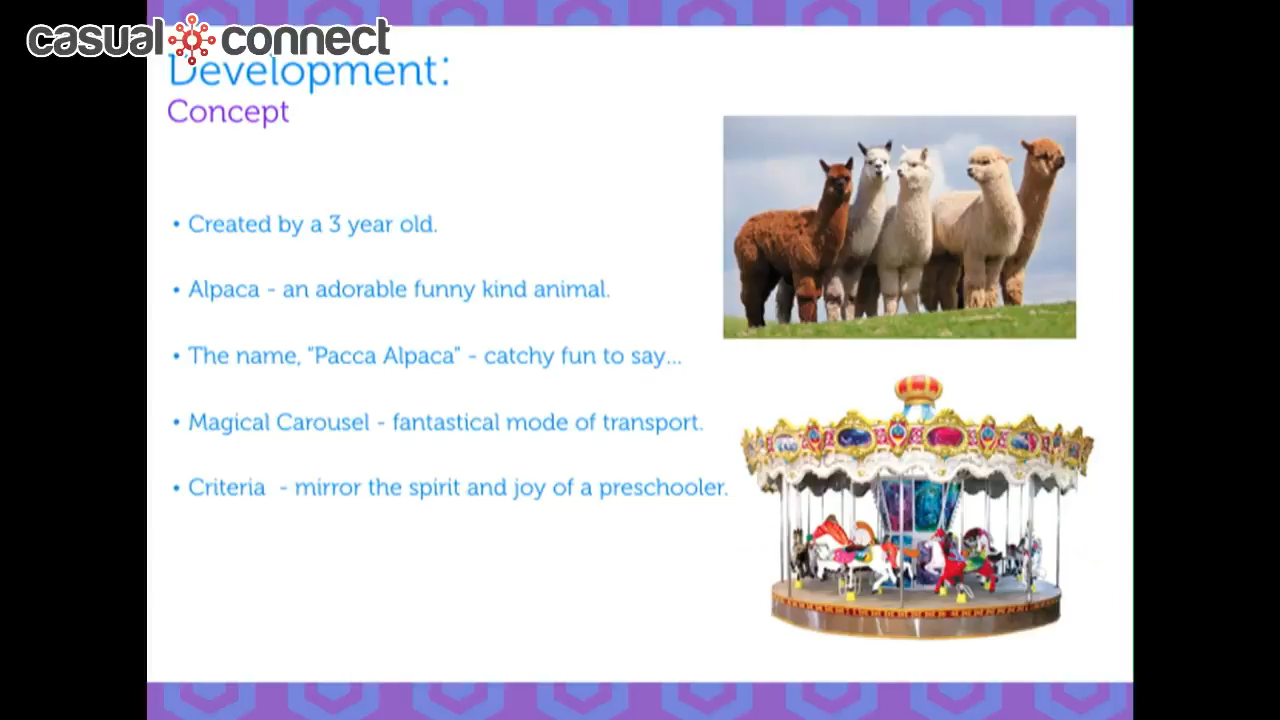 casual connect
Development:
Concept
• Created by a 3 year old.
• Alpaca - an adorable funny kind animal.
• The name, "Pacca Alpaca" - catchy fun to say...
• Magical Carousel - fantastical mode of transport.
• Criteria  - mirror the spirit and joy of a preschooler.